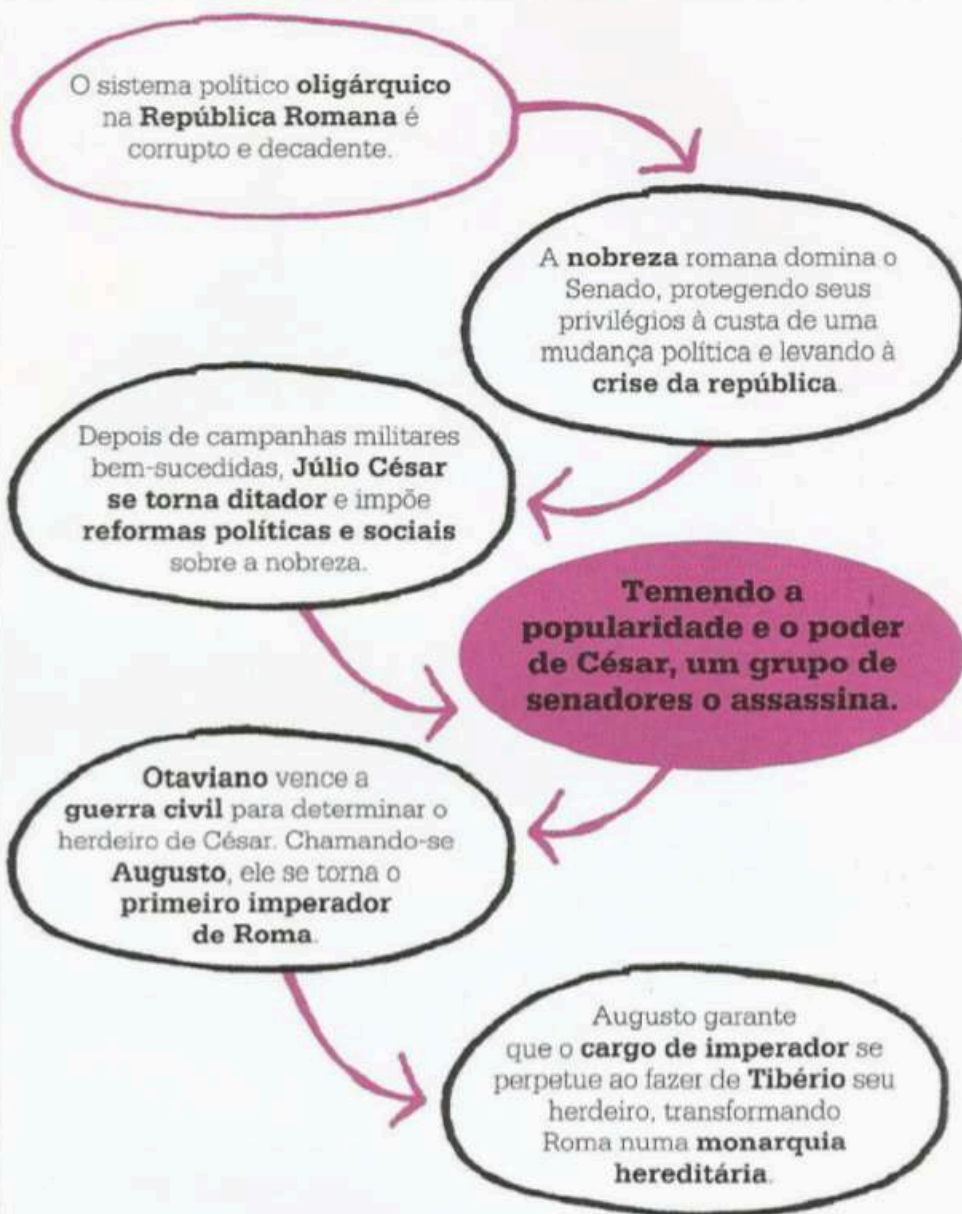 O sistema político oligárquico
na República Romana é
corrupto e decadente.
A nobreza romana domina o
Senado, protegendo seus
privilégios à custa de uma
mudança política e levando à
crise da república.
Depois de campanhas militares
bem-sucedidas, Júlio César
se torna ditador e impõe
reformas políticas e sociais
sobre a nobreza.
Temendo a
popularidade e o poder
de César, um grupo de
senadores o assassina.
Otaviano vence a
guerra civil para determinar o
herdeiro de César. Chamando-se
Augusto, ele se torna o
primeiro imperador
de Roma.
Augusto garante
que o cargo de imperador se
perpetue ao fazer de Tibério seu
herdeiro, transformando
Roma numa monarquia
hereditária.